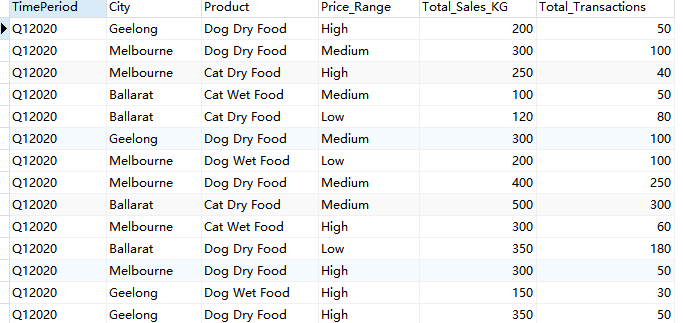 TimePeriod City Product Price_Range Total_Sales_KG Total_Transactions
Q12020 Geelong Dog Dry Food High 200 50
Q12020 Melbourne Dog Dry Food Medium 300 100
Q12020 Melbourne Cat Dry Food High 250 40
Q12020 Ballarat Cat Wet Food Medium 100 50
Q12020 Ballarat Cat Dry Food Low 120 80
Q12020 Geelong Dog Dry Food Medium 300 100
Q12020 Melbourne Dog Wet Food Low 200 100
Q12020 Melbourne Dog Dry Food Medium 400 250
Q12020 Ballarat Cat Dry Food Medium 500 300
Q12020 Melbourne Cat Wet Food High 300 60
Q12020 Ballarat Dog Dry Food Low 350 180
Q12020 Melbourne Dog Dry Food High 300 50
Q12020 Geelong Dog Wet Food High 150 30
Q12020 Geelong Dog Dry Food High 350 50